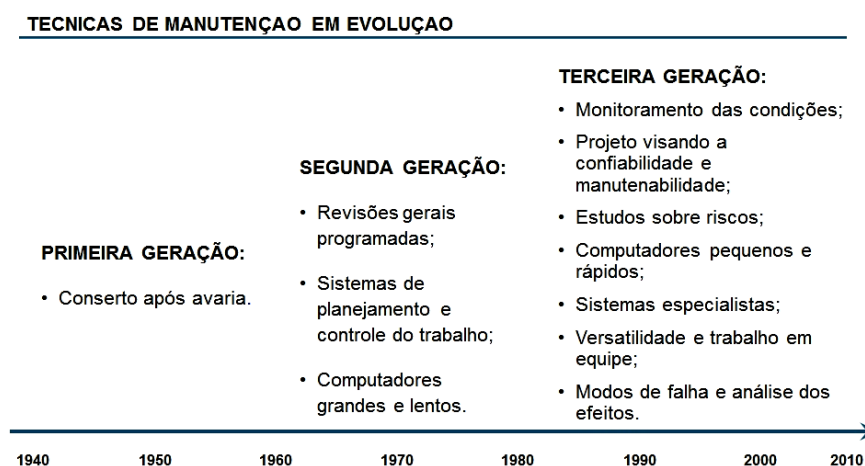 TECNICAS DE MANUTENÇAO EM EVOLUÇAO
PRIMEIRA GERAÇÃO:
• Conserto após avaria.
SEGUNDA GERAÇÃO:
• Revisões gerais
programadas;
• Sistemas de
planejamento e
controle do trabalho;
• Computadores
grandes e lentos.
TERCEIRA GERAÇÃO:
• Monitoramento das condições;
• Projeto visando a
confiabilidade e
manutenabilidade;
• Estudos sobre riscos;
• Computadores pequenos e
rápidos;
• Sistemas especialistas;
• Versatilidade e trabalho em
equipe;
• Modos de falha e análise dos
efeitos.
1940 1950 1960 1970 1980 1990 2000 2010